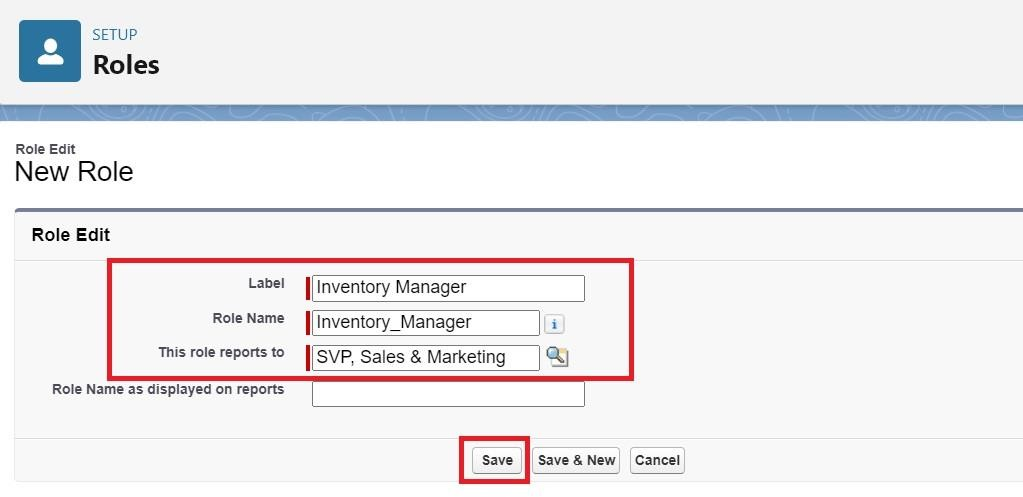 SETUP
Roles
Role Edit
New Role
Role Edit
Label Inventory Manager
Role Name Inventory_Manager i
This role reports to SVP, Sales & Marketing
Role Name as displayed on reports
Save Save & New Cancel